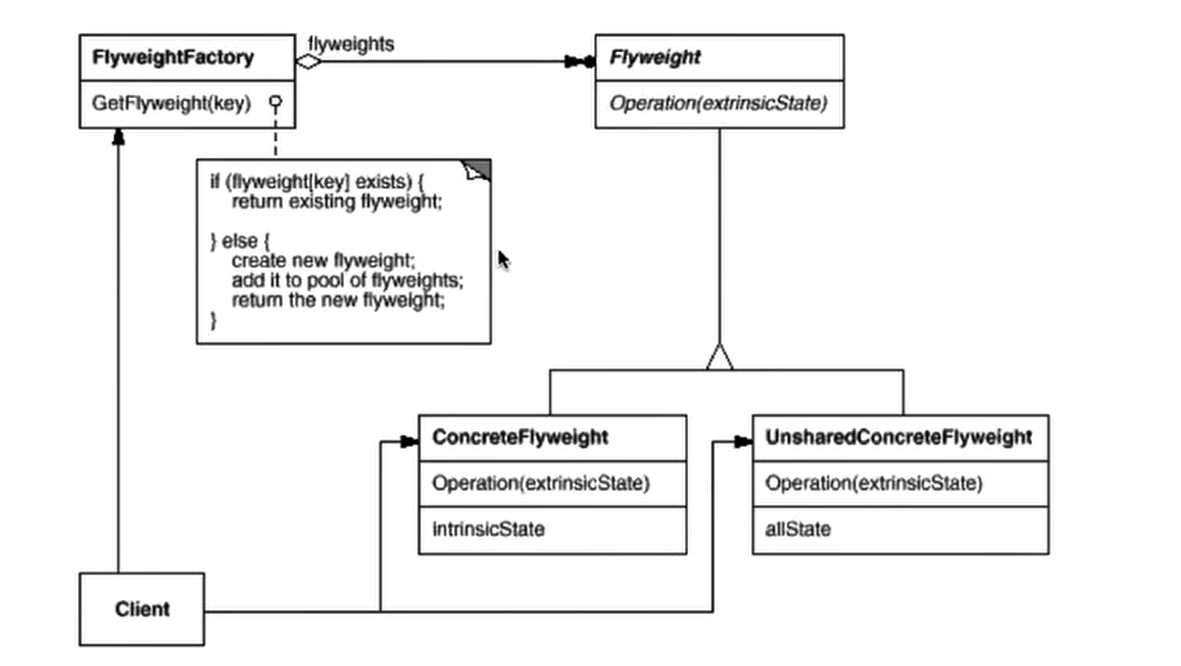 FlyweightFactory
GetFlyweight(key)
flyweights
Flyweight
Operation(extrinsicState)
if (flyweight[key] exists) {
return existing flyweight;
} else {
create new flyweight;
add it to pool of flyweights;
return the new flyweight;
}
ConcreteFlyweight
Operation(extrinsicState)
intrinsicState
UnsharedConcreteFlyweight
Operation(extrinsicState)
allState
Client